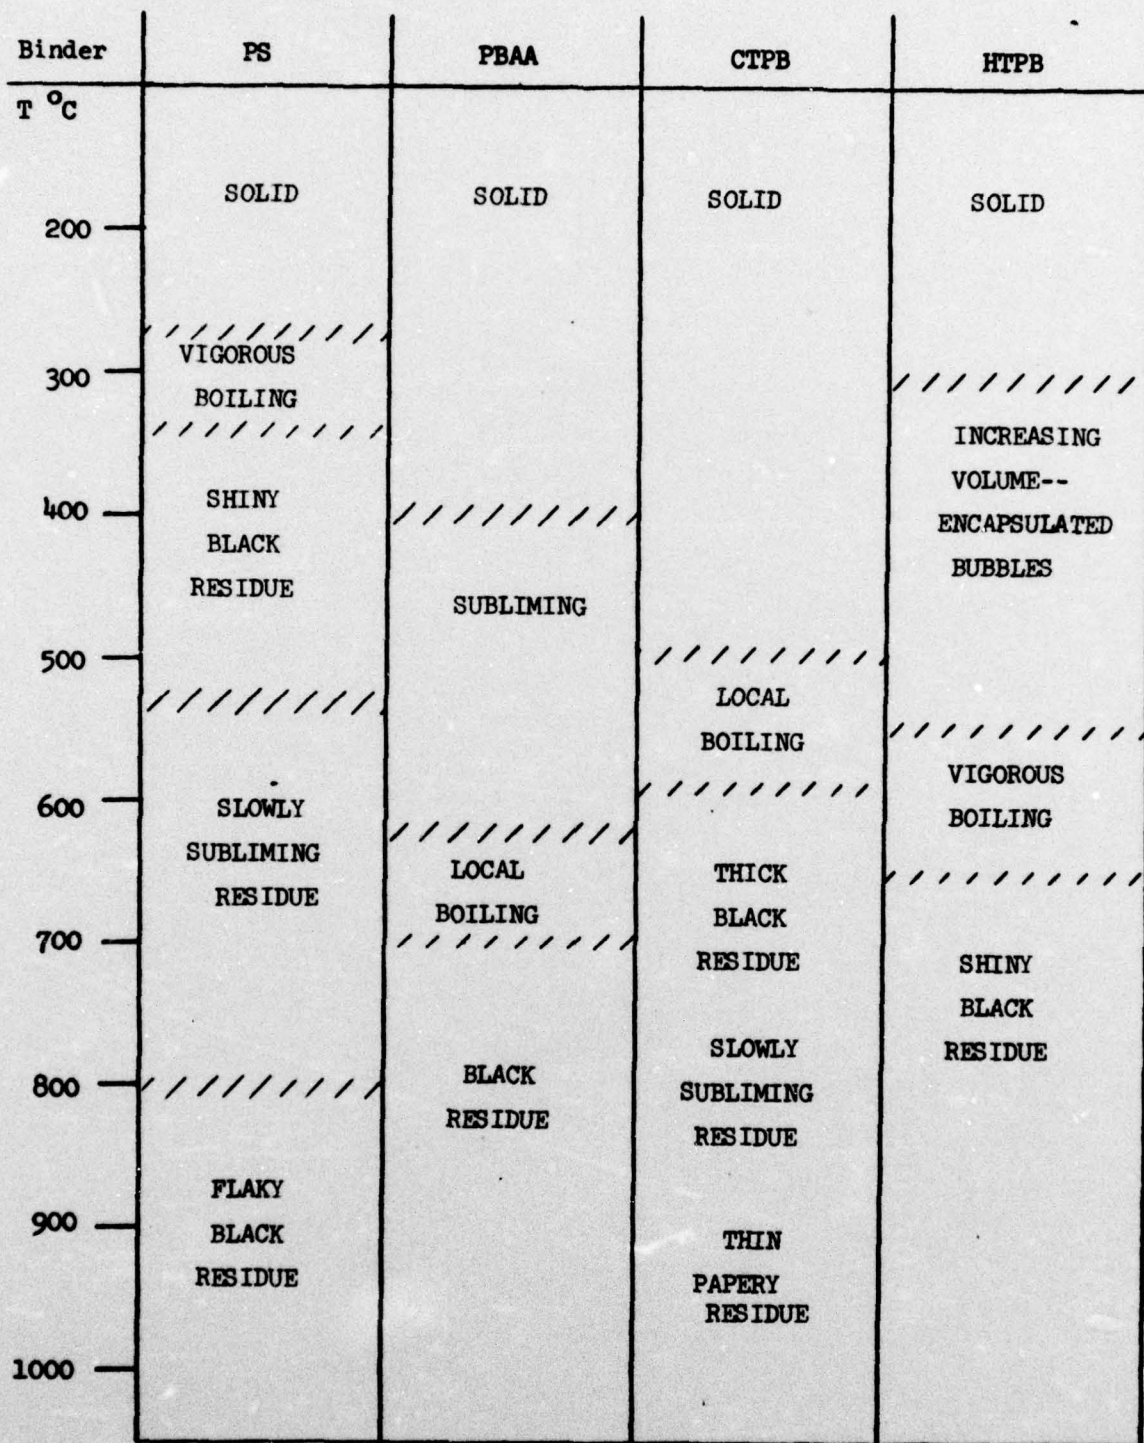 Binder PS PBAA CTPB HTPB
T °C
SOLID SOLID SOLID SOLID
200
VIGOROUS
BOILING
300
SHINY
BLACK
RESIDUE
400
INCREASING
VOLUME--
ENCAPSULATED
BUBBLES
SUBLIMING
500
LOCAL
BOILING
VIGOROUS
BOILING
600
SLOWLY
SUBLIMING
RESIDUE
LOCAL
BOILING
THICK
BLACK
RESIDUE
700
SHINY
BLACK
RESIDUE
800
BLACK
RESIDUE
SLOWLY
SUBLIMING
RESIDUE
FLAKY
BLACK
RESIDUE
900
THIN
PAPERY
RESIDUE
1000